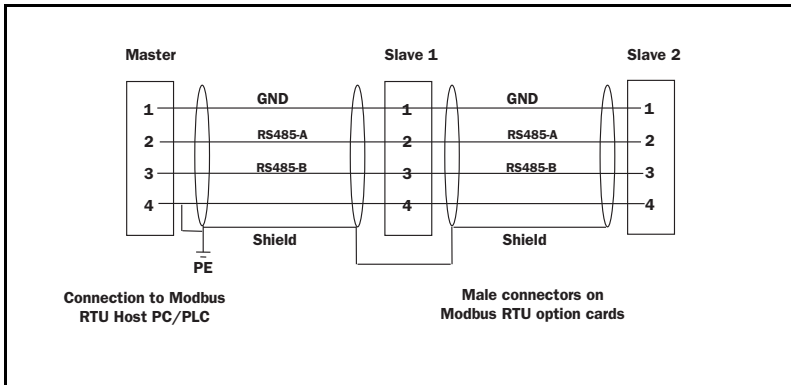 Master Slave 1 Slave 2
1 GND 1 GND 1
2 RS485-A 2 RS485-A 2
3 RS485-B 3 RS485-B 3
4 4 4
Shield Shield
PE
Connection to Modbus
RTU Host PC/PLC
Male connectors on
Modbus RTU option cards